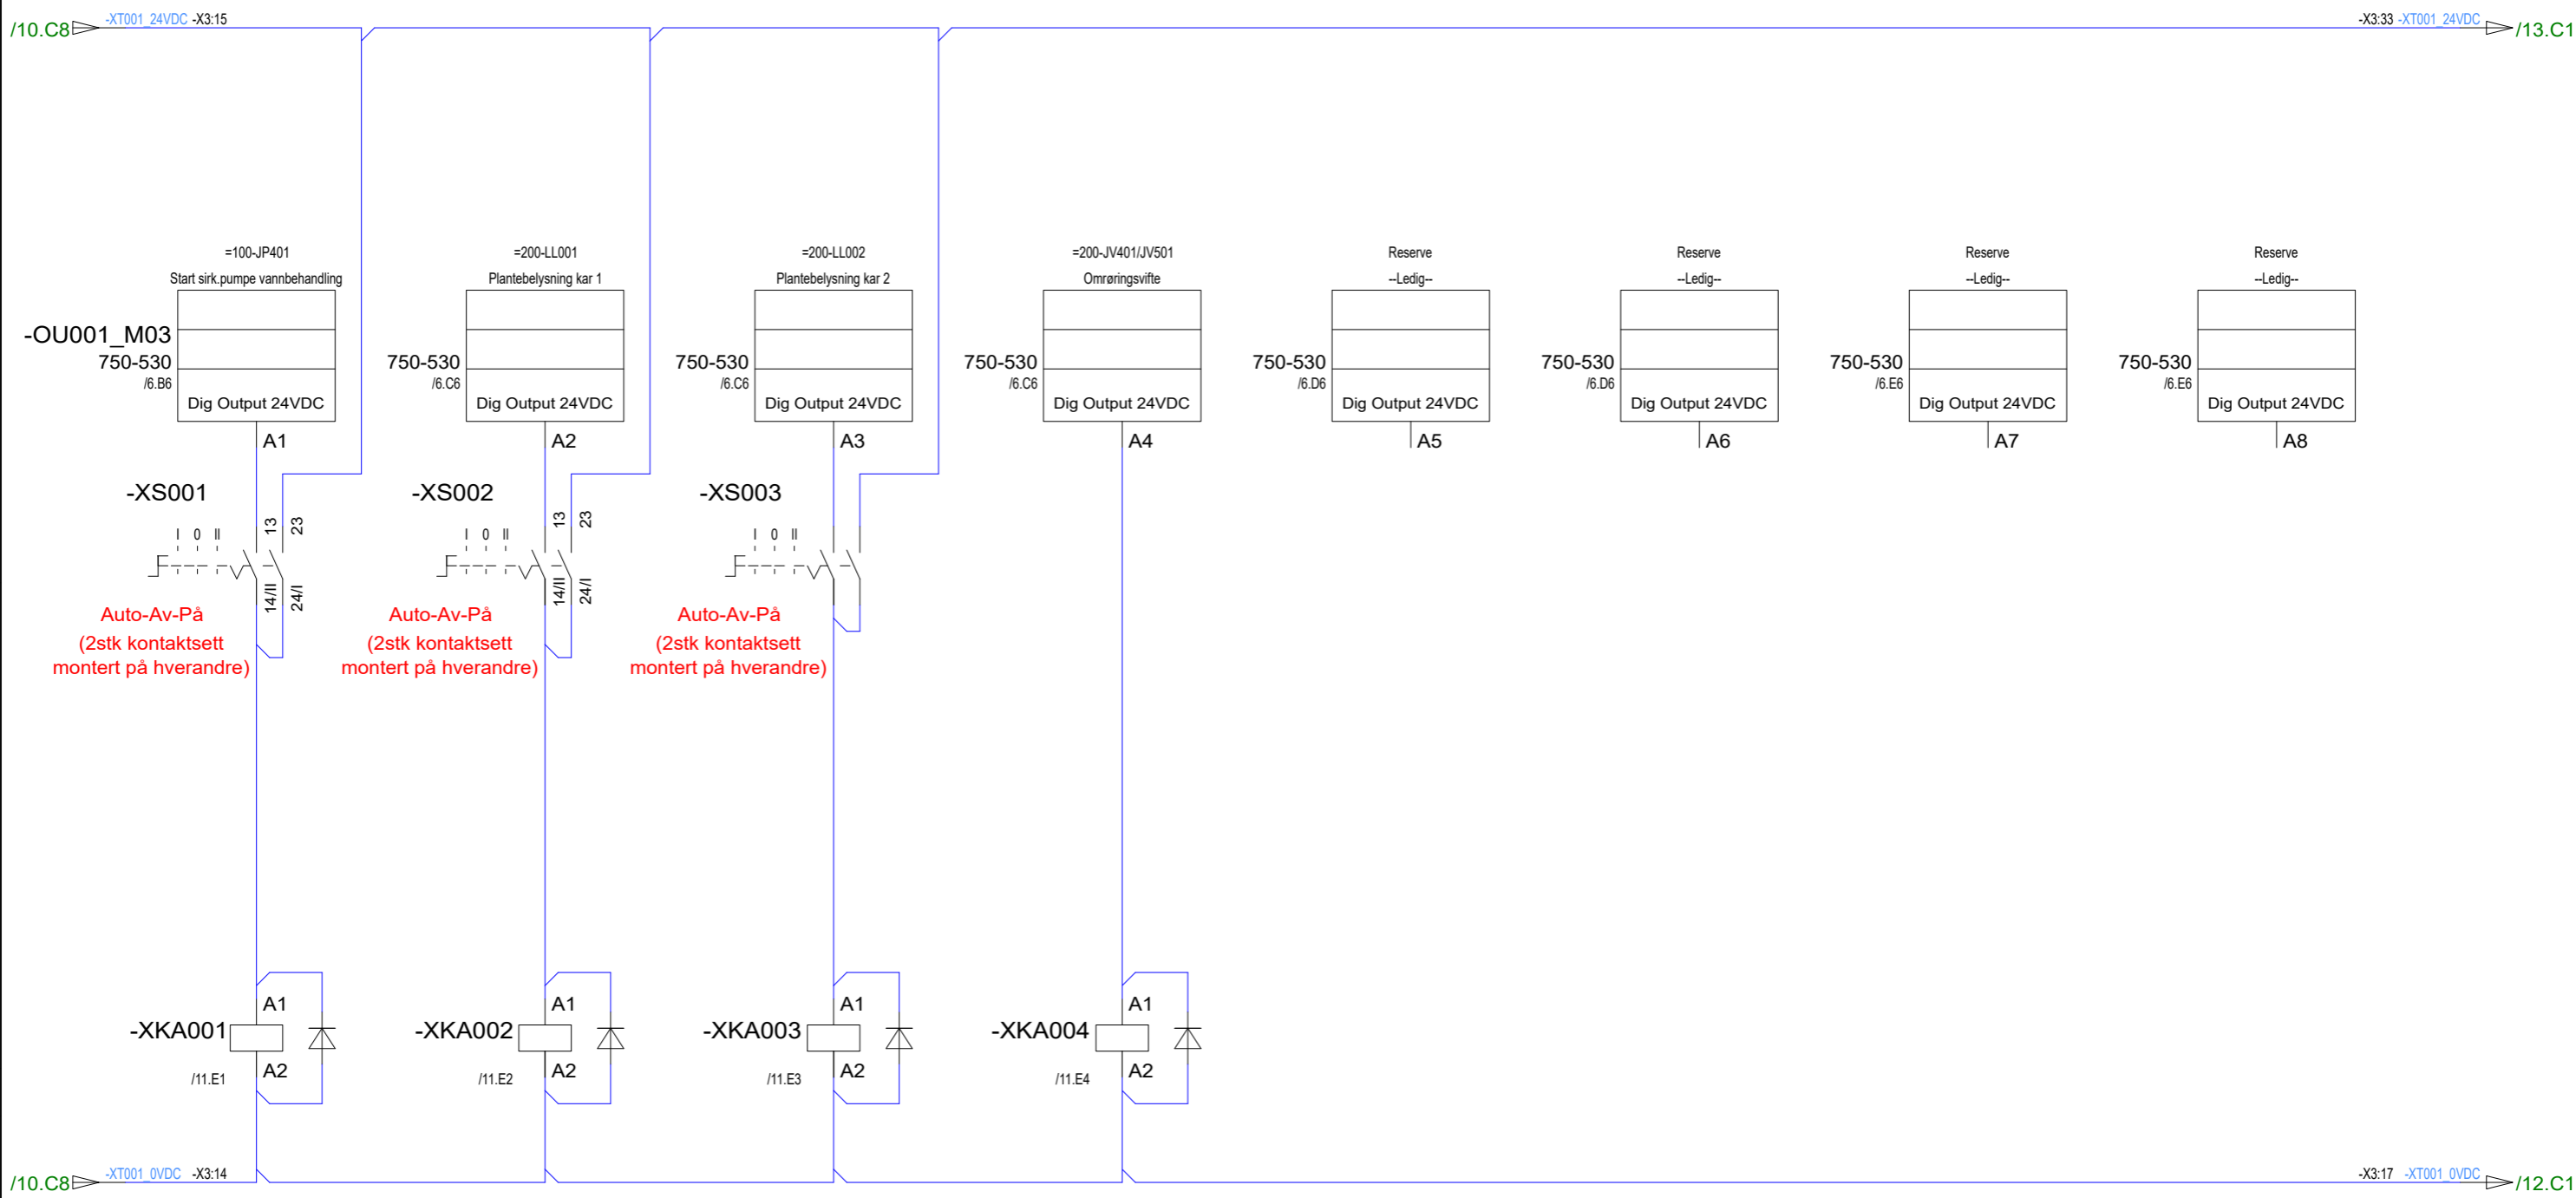 /10.C8 -XT001_24VDC -X3:15
-X3:33 -XT001_24VDC /13.C1
=100-JP401
Start sirk.pumpe vannbehandling
-OU001_M03
750-530
/6.B6
Dig Output 24VDC
A1
=200-LL001
Plantebelysning kar 1
750-530
/6.C6
Dig Output 24VDC
A2
=200-LL002
Plantebelysning kar 2
750-530
/6.C6
Dig Output 24VDC
A3
=200-JV401/JV501
Omrøringsvifte
750-530
/6.C6
Dig Output 24VDC
A4
Reserve
--Ledig--
750-530
/6.D6
Dig Output 24VDC
A5
Reserve
--Ledig--
750-530
/6.D6
Dig Output 24VDC
A6
Reserve
--Ledig--
750-530
/6.E6
Dig Output 24VDC
A7
Reserve
--Ledig--
750-530
/6.E6
Dig Output 24VDC
A8
-XS001
I 0 II
13
23
14/II
24/I
Auto-Av-På
(2stk kontaktsett
montert på hverandre)
-XS002
I 0 II
13
23
14/II
24/I
Auto-Av-På
(2stk kontaktsett
montert på hverandre)
-XS003
I 0 II
Auto-Av-På
(2stk kontaktsett
montert på hverandre)
A1
-XKA001
A2
/11.E1
A1
-XKA002
A2
/11.E2
A1
-XKA003
A2
/11.E3
A1
-XKA004
A2
/11.E4
/10.C8 -XT001_0VDC -X3:14
-X3:17 -XT001_0VDC /12.C1